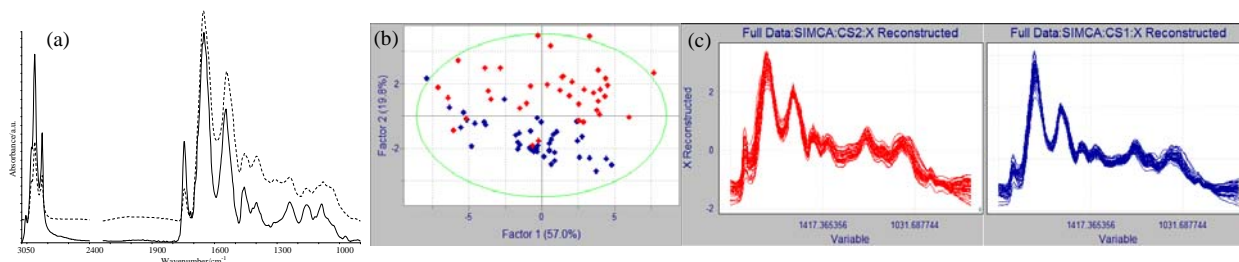 (a)
Absorbance/a.u.
3050 2400 1900 1600 1300 1000
Wavenumber/cm-1
(b)
Factor 2 (19.8%)
2
-2
-5 0 5
Factor 1 (57.0%)
(c)
Full Data:SIMCA:CS2:X Reconstructed
X Reconstructed
2
0
-2
1417.365356 1031.687744
Variable
Full Data:SIMCA:CS1:X Reconstructed
1417.365356 1031.687744
Variable